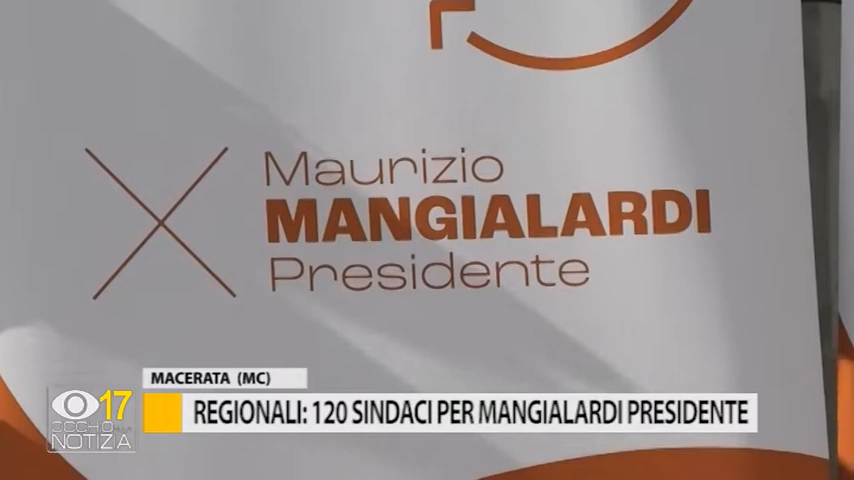 Maurizio
MANGIALARDI
Presidente
MACERATA (MC)
REGIONALI: 120 SINDACI PER MANGIALARDI PRESIDENTE
17
OCCHIO
NOTIZIA